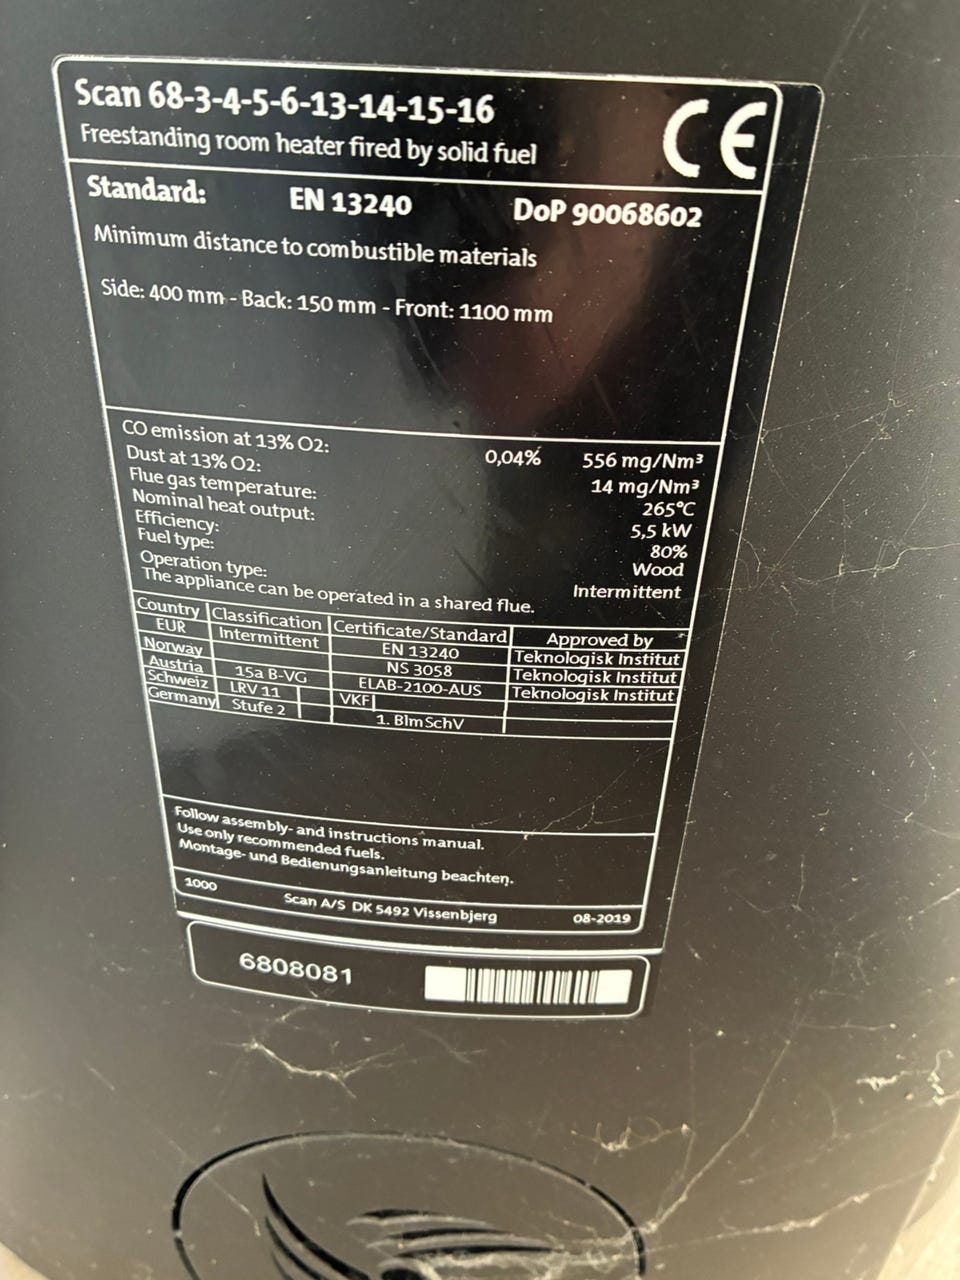 Scan 68-3-4-5-6-13-14-15-16
Freestanding room heater fired by solid fuel
CE
Standard: EN 13240 DoP 90068602
Minimum distance to combustible materials
Side: 400 mm - Back: 150 mm - Front: 1100 mm
CO emission at 13% O2: 0,04% 556 mg/Nm³
Dust at 13% O2: 14 mg/Nm³
Flue gas temperature: 265°C
Nominal heat output: 5,5 kW
Efficiency: 80%
Fuel type: Wood
Operation type: Intermittent
The appliance can be operated in a shared flue.
Country Classification Certificate/Standard Approved by
EUR Intermittent EN 13240 Teknologisk Institut
Norway NS 3058 Teknologisk Institut
Austria 15a B-VG ELAB-2100-AUS Teknologisk Institut
Schweiz LRV 11 VKF
Germany Stufe 2 1. BlmSchV
Follow assembly- and instructions manual.
Use only recommended fuels.
Montage- und Bedienungsanleitung beachten.
1000 Scan A/S DK 5492 Vissenbjerg 08-2019
6808081